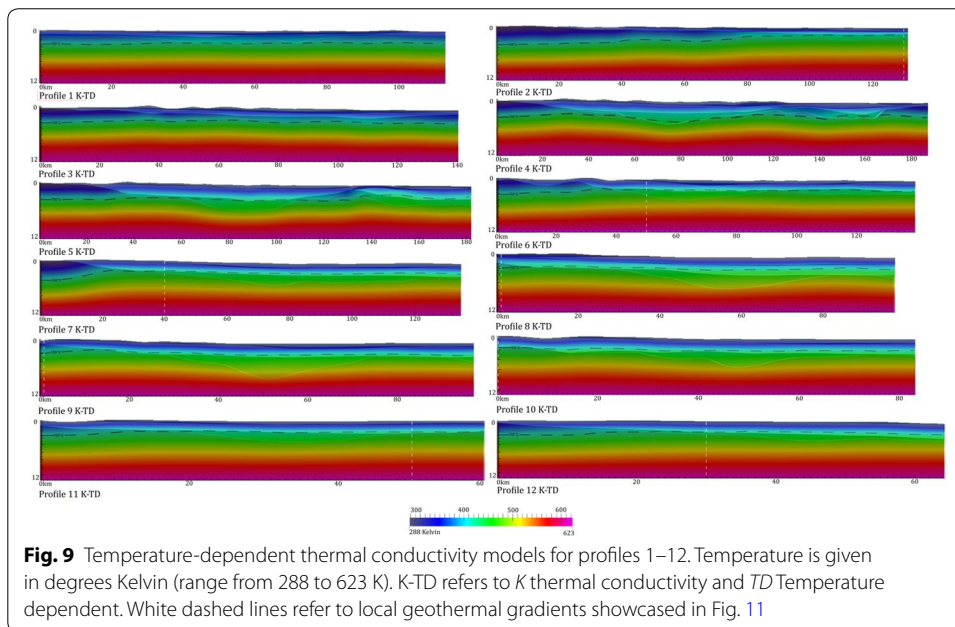 0
12
0km 20 40 60 80 100
Profile 1 K-TD
0
12
0km 20 40 60 80 100 120
Profile 2 K-TD
0
12
0km 20 40 60 80 100 120 140
Profile 3 K-TD
0
12
0km 20 40 60 80 100 120 140 160 180
Profile 4 K-TD
0
12
0km 20 40 60 80 100 120 140 160 180
Profile 5 K-TD
0
12
0km 20 40 60 80 100 120
Profile 6 K-TD
0
12
0km 20 40 60 80 100 120
Profile 7 K-TD
0
12
0km 20 40 60 80
Profile 8 K-TD
0
12
0km 20 40 60 80
Profile 9 K-TD
0
12
0km 20 40 60 80
Profile 10 K-TD
0
12
0km 20 40 60
Profile 11 K-TD
0
12
0km 20 40 60
Profile 12 K-TD
300 400 500 600
288 Kelvin 623
Fig. 9 Temperature-dependent thermal conductivity models for profiles 1–12. Temperature is given
in degrees Kelvin (range from 288 to 623 K). K-TD refers to K thermal conductivity and TD Temperature
dependent. White dashed lines refer to local geothermal gradients showcased in Fig. 11